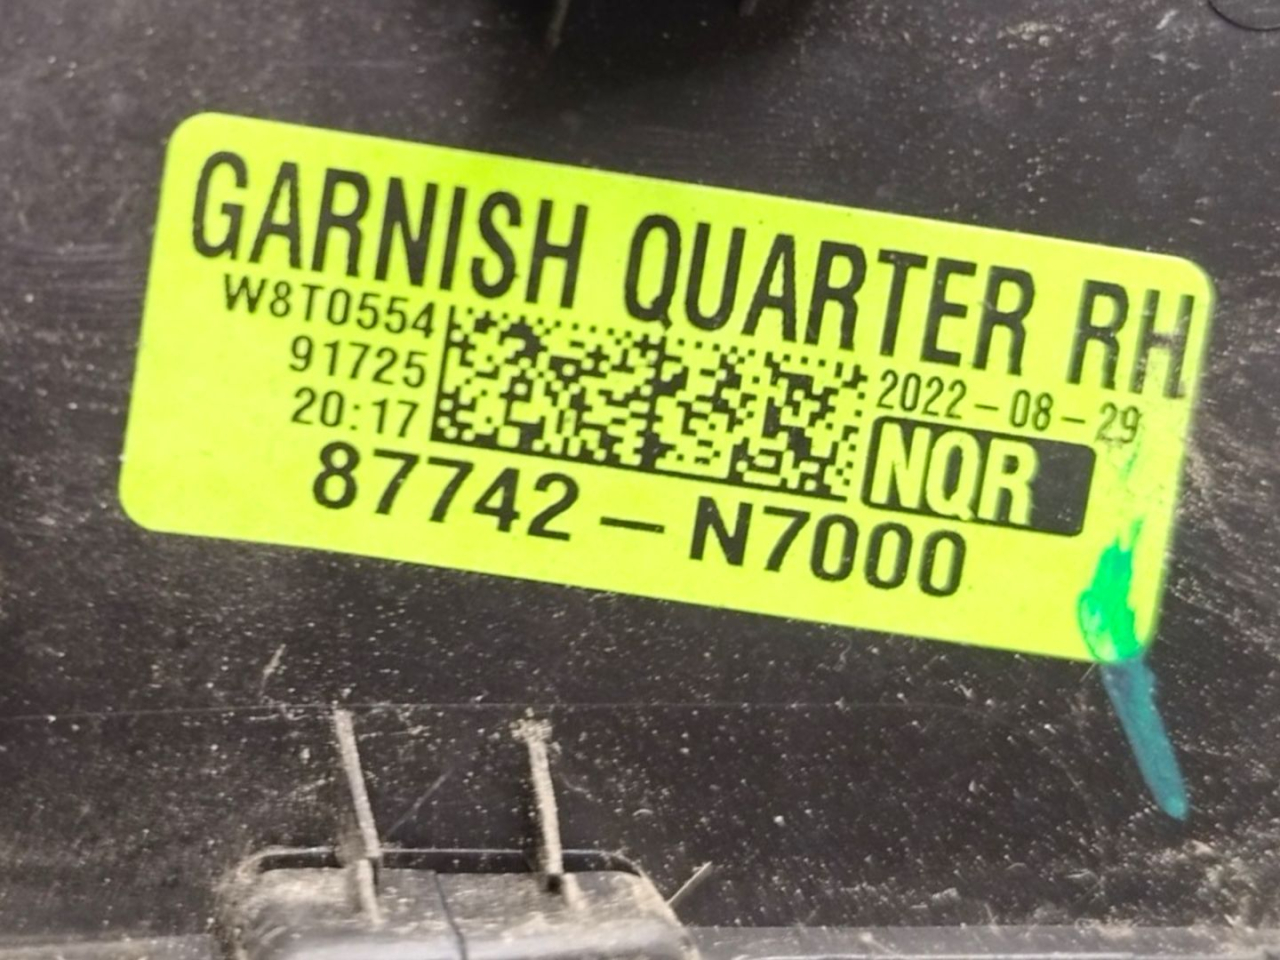 GARNISH QUARTER RH
W8T0554
91725
20:17
2022-08-29
NQR
87742-N7000